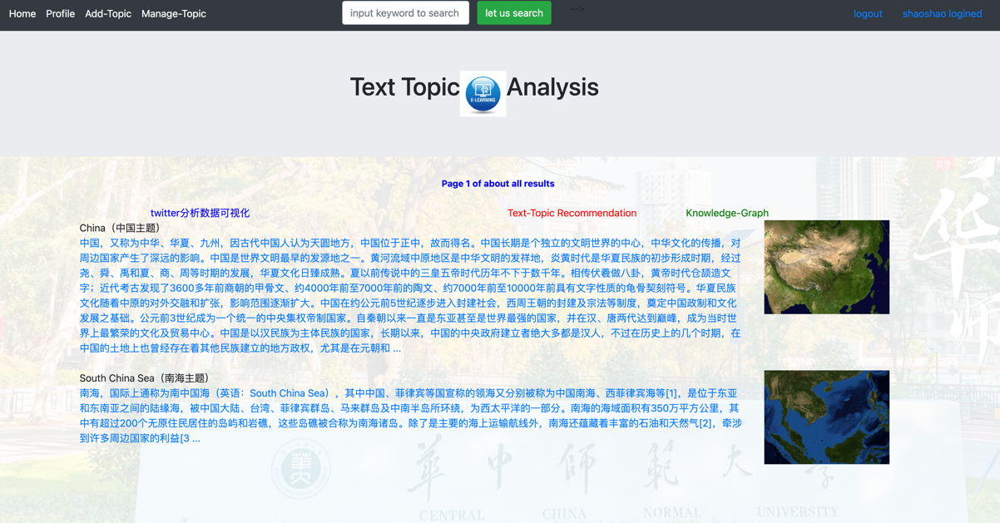 Home Profile Add-Topic Manage-Topic input keyword to search let us search --> logout shaoshao logined
Text Topic E-LEARNING Analysis
Page 1 of about all results
twitter分析数据可视化 Text-Topic Recommendation Knowledge-Graph
China（中国主题）
中国，又称为中华、华夏、九州，因古代中国人认为天圆地方，中国位于正中，故而得名。中国长期是个独立的文明世界的中心，中华文化的传播，对
周边国家产生了深远的影响。中国是世界文明最早的发源地之一。黄河流域中原地区是中华文明的发祥地，炎黄时代是华夏民族的初步形成时期，经过
尧、舜、禹和夏、商、周等时期的发展，华夏文化日臻成熟。夏以前传说中的三皇五帝时代历年不下于数千年。相传伏羲做八卦，黄帝时代仓颉造文
字；近代考古发现了3600多年前商朝的甲骨文、约4000年前至7000年前的陶文、约7000年前至10000年前具有文字性质的龟骨契刻符号。华夏民族
文化随着中原的对外交融和扩张，影响范围逐渐扩大。中国在约公元前5世纪逐步进入封建社会，西周王朝的封建及宗法等制度，奠定中国政制和文化
发展之基础。公元前3世纪成为一个统一的中央集权帝制国家。自秦朝以来一直是东亚甚至是世界最强的国家，并在汉、唐两代达到巅峰，成为当时世
界上最繁荣的文化及贸易中心。中国是以汉民族为主体民族的国家，长期以来，中国的中央政府建立者绝大多都是汉人，不过在历史上的几个时期，在
中国的土地上也曾经存在着其他民族建立的地方政权，尤其是在元朝和 ...
South China Sea（南海主题）
南海，国际上通称为南中国海（英语：South China Sea），其中中国、菲律宾等国宣称的领海又分别被称为中国南海、西菲律宾海等[1]，是位于东亚
和东南亚之间的陆缘海，被中国大陆、台湾、菲律宾群岛、马来群岛及中南半岛所环绕，为西太平洋的一部分。南海的海域面积有350万平方公里，其
中有超过200个无原住民居住的岛屿和岩礁，这些岛礁被合称为南海诸岛。除了是主要的海上运输航线外，南海还蕴藏着丰富的石油和天然气[2]，牵涉
到许多周边国家的利益[3 ...
华 师
華 中 師 範 大 学
CENTRAL CHINA NORMAL UNIVERSITY